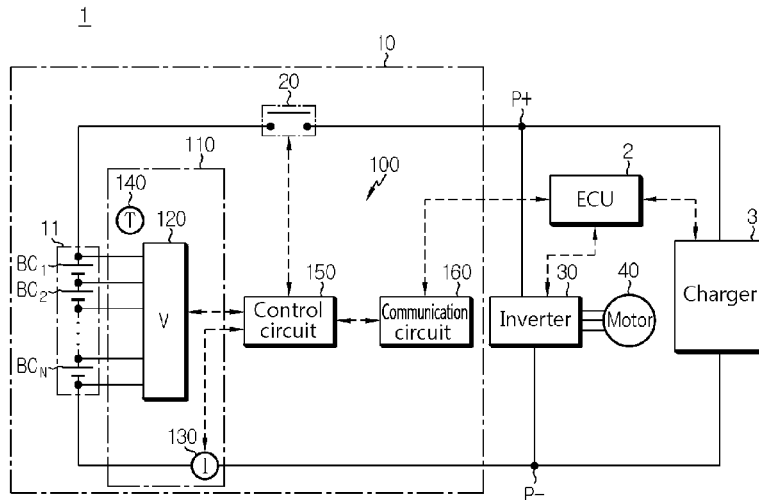 1
10
20
P+
110
100
140
T
120
2
ECU
11
3
BC1
BC2
150
160
30
40
V
Control
circuit
Communication
circuit
Inverter
Motor
Charger
BCN
130
I
P-